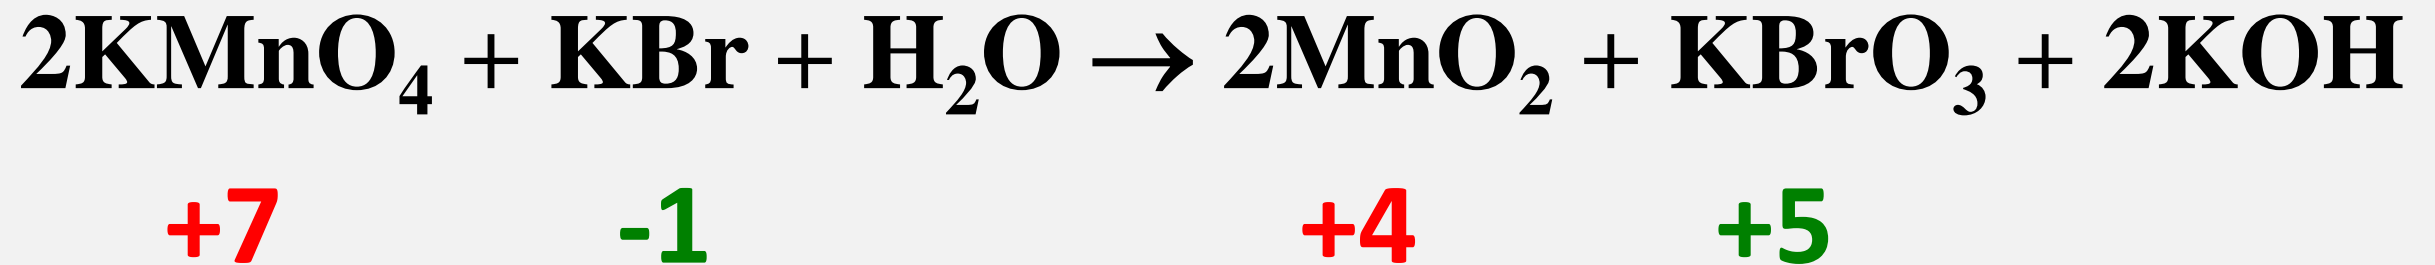 2KMnO₄ + KBr + H₂O → 2MnO₂ + KBrO₃ + 2KOH
+7 -1 +4 +5